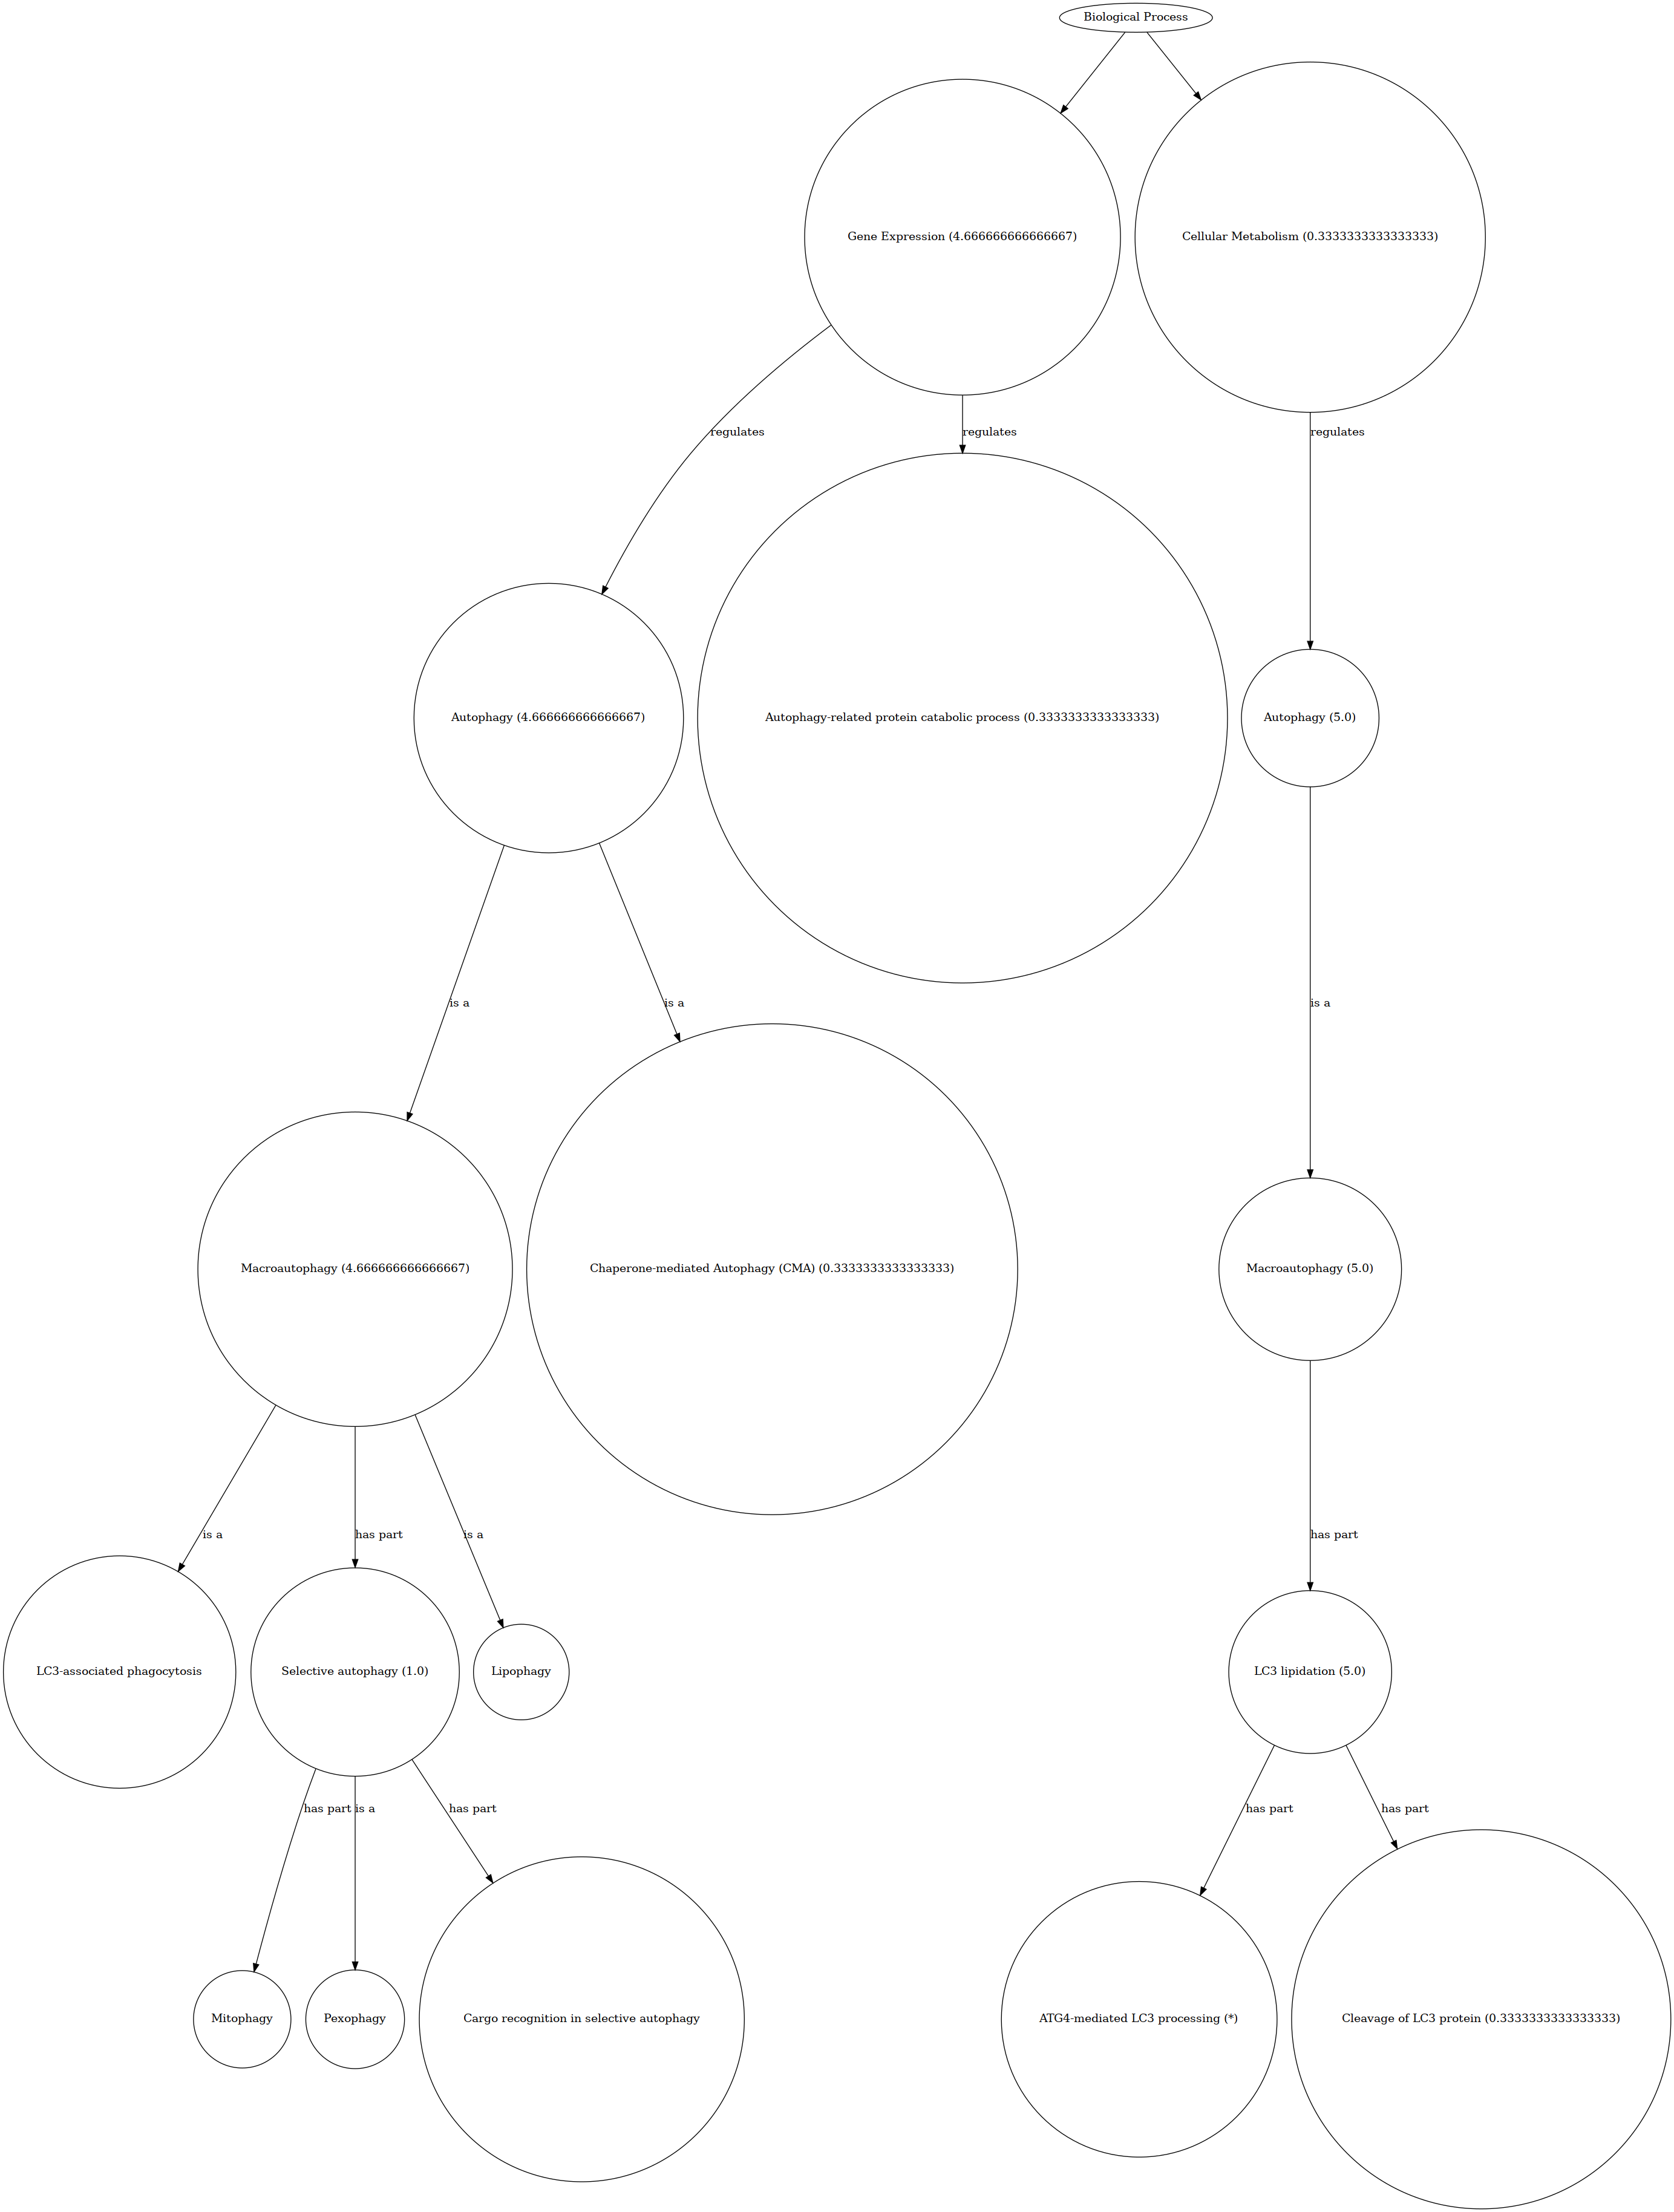 Biological Process
Gene Expression (4.666666666666667)
Cellular Metabolism (0.3333333333333333)
regulates
regulates
regulates
Autophagy (4.666666666666667)
Autophagy-related protein catabolic process (0.3333333333333333)
Autophagy (5.0)
is a
is a
is a
Macroautophagy (4.666666666666667)
Chaperone-mediated Autophagy (CMA) (0.3333333333333333)
Macroautophagy (5.0)
is a
has part
is a
has part
LC3-associated phagocytosis
Selective autophagy (1.0)
Lipophagy
LC3 lipidation (5.0)
has part
is a
has part
has part
has part
Mitophagy
Pexophagy
Cargo recognition in selective autophagy
ATG4-mediated LC3 processing (*)
Cleavage of LC3 protein (0.3333333333333333)